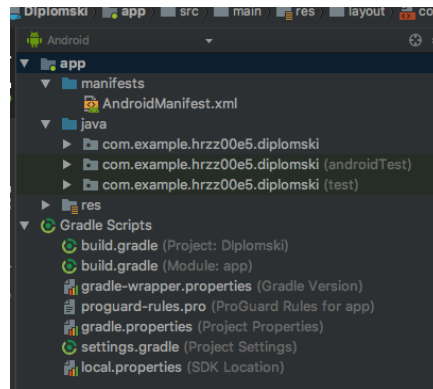 Diplomski app src main res layout co
Android
app
manifests
AndroidManifest.xml
java
com.example.hrzz00e5.diplomski
com.example.hrzz00e5.diplomski (androidTest)
com.example.hrzz00e5.diplomski (test)
res
Gradle Scripts
build.gradle (Project: Diplomski)
build.gradle (Module: app)
gradle-wrapper.properties (Gradle Version)
proguard-rules.pro (ProGuard Rules for app)
gradle.properties (Project Properties)
settings.gradle (Project Settings)
local.properties (SDK Location)